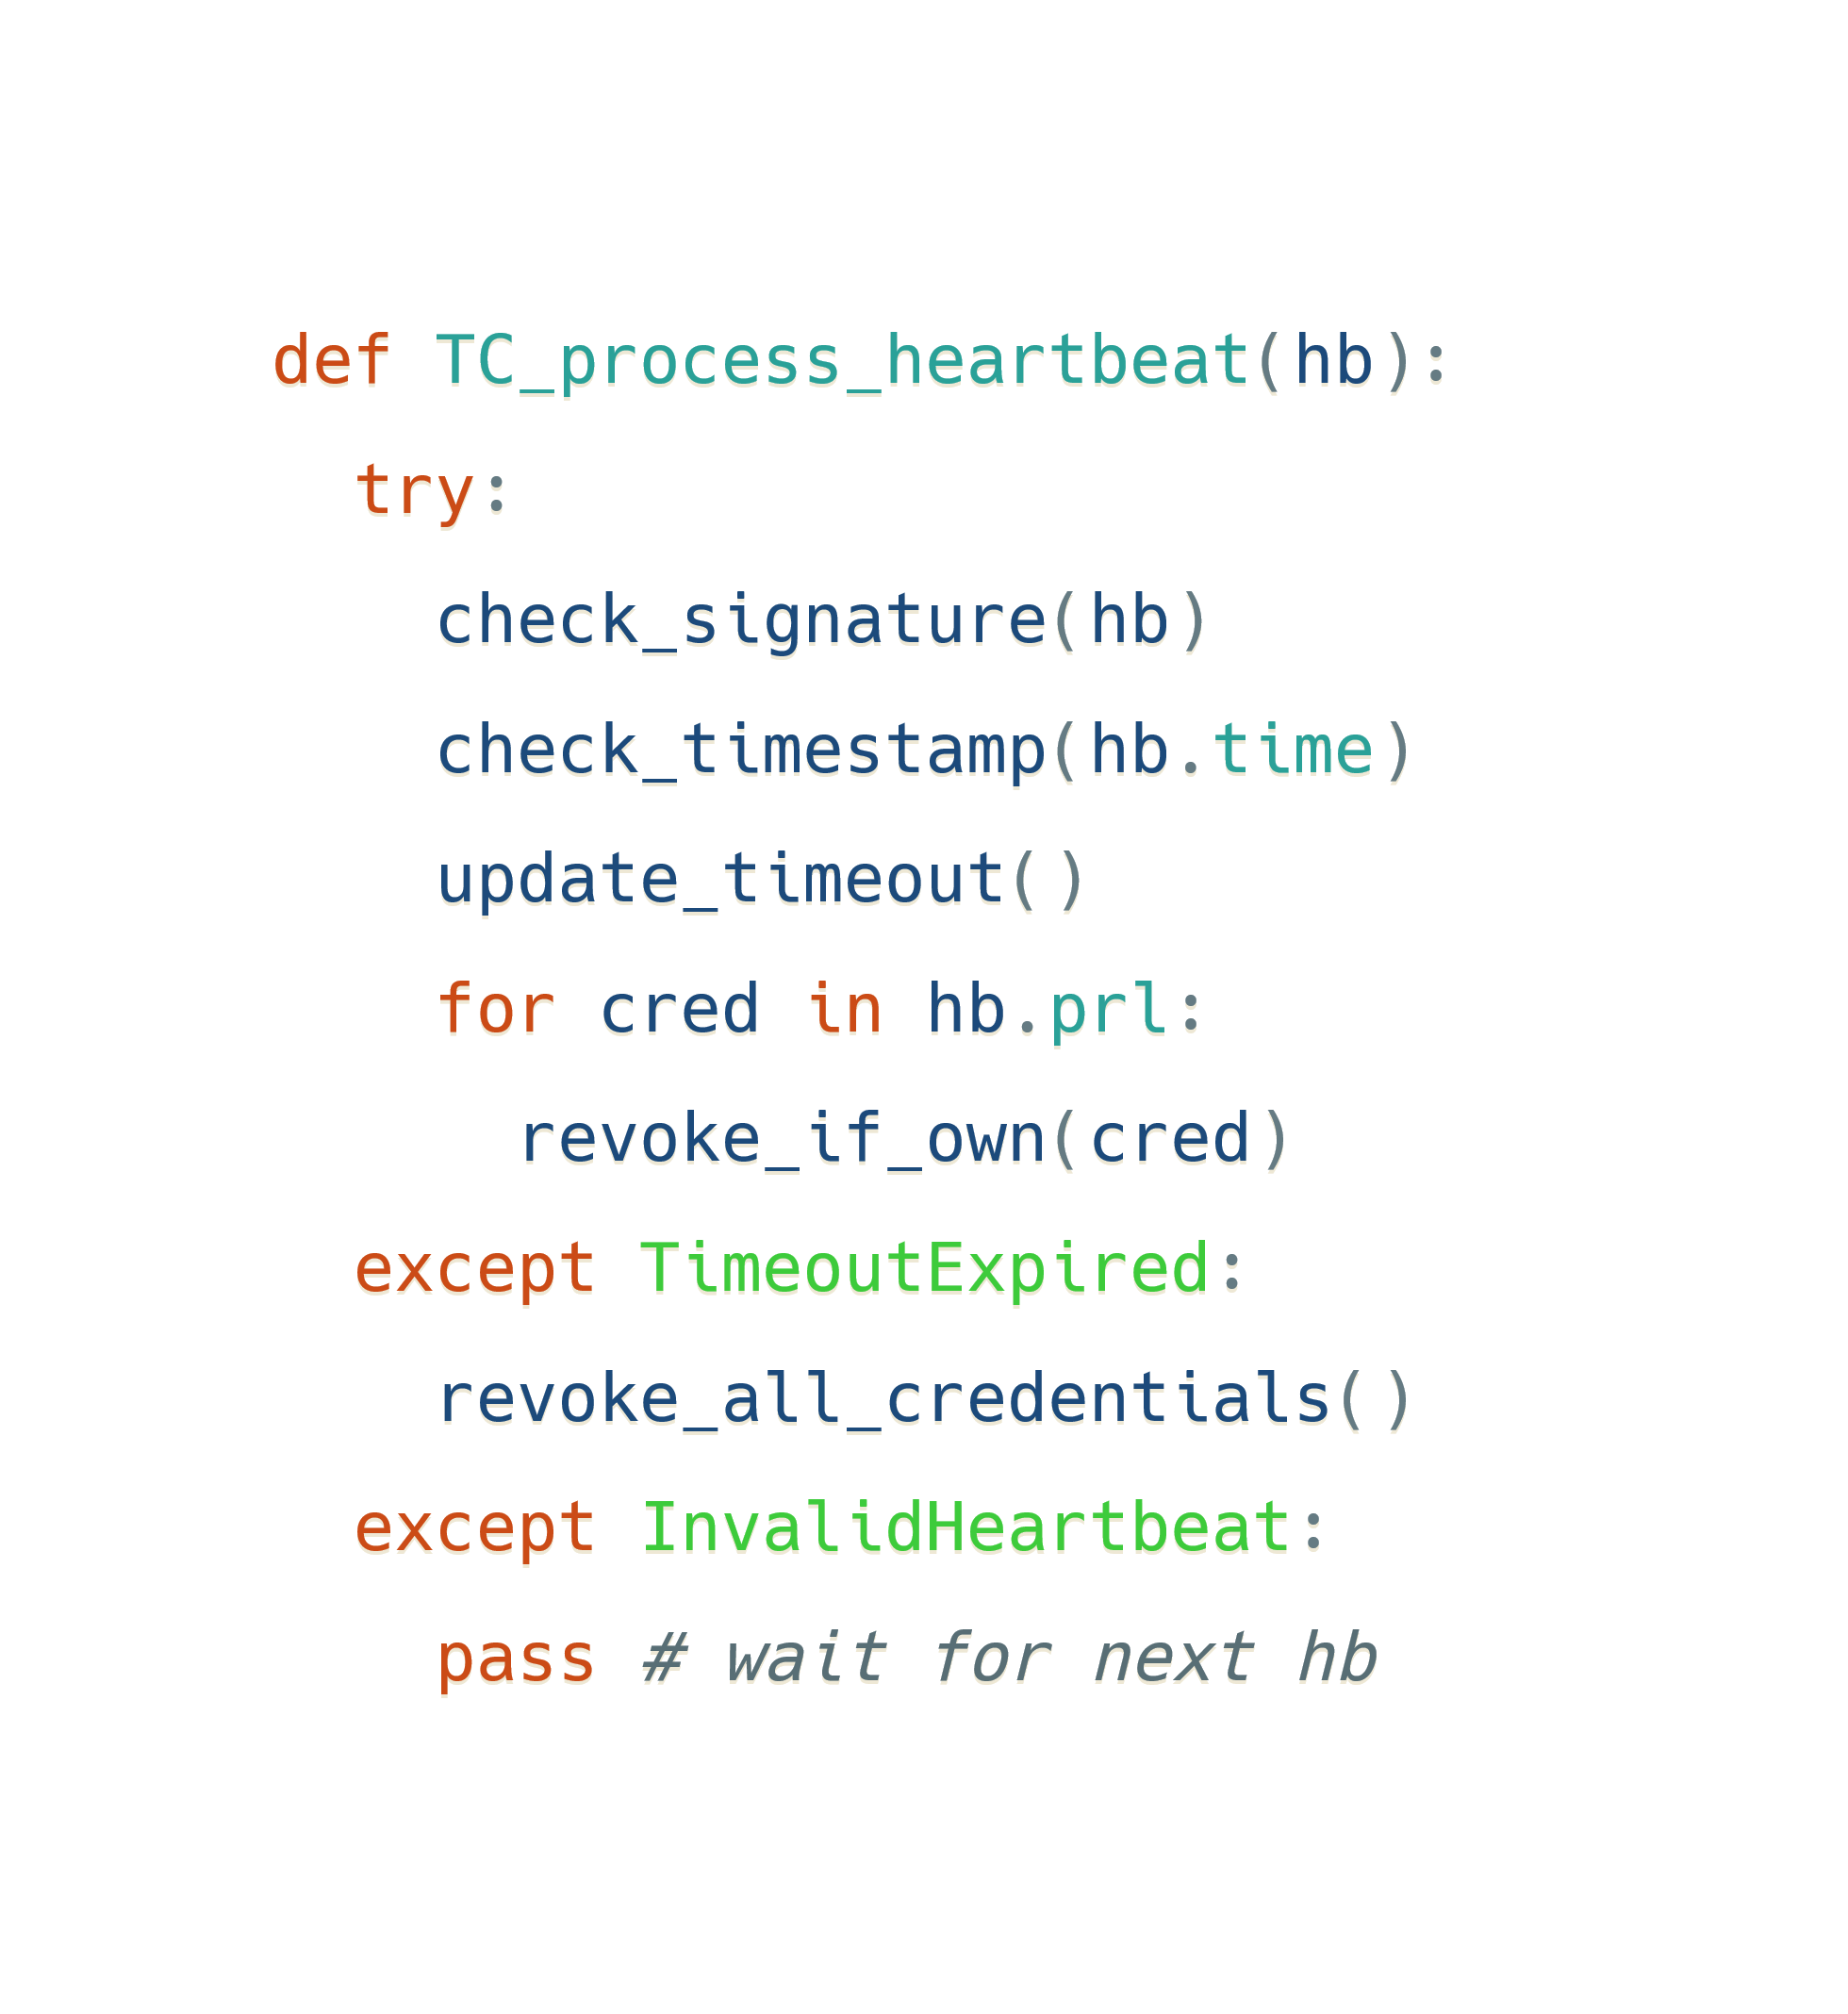 def TC_process_heartbeat(hb):
  try:
    check_signature(hb)
    check_timestamp(hb.time)
    update_timeout()
    for cred in hb.prl:
      revoke_if_own(cred)
  except TimeoutExpired:
    revoke_all_credentials()
  except InvalidHeartbeat:
    pass # wait for next hb